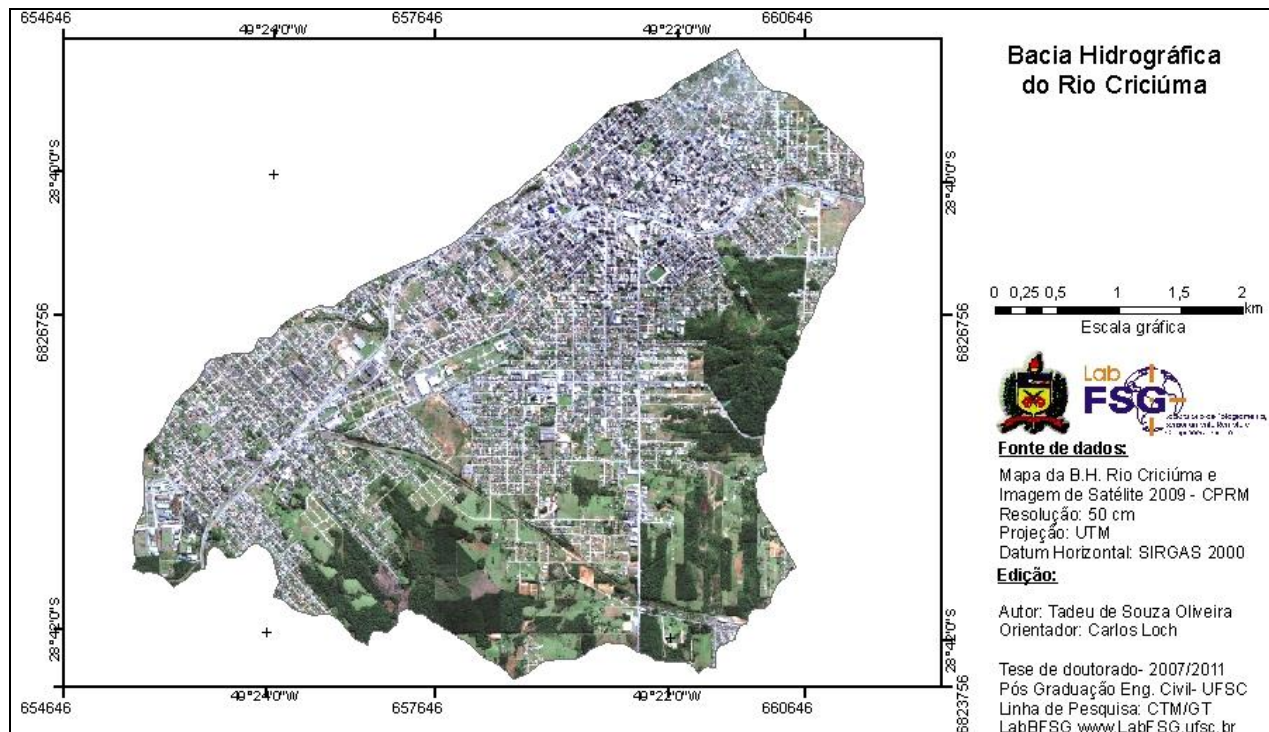 654646
657646
660646
49°24'0"W
49°22'0"W
Bacia Hidrográfica
do Rio Criciúma
28°40'0"S
28°40'0"S
6826756
6826756
0 0,25 0,5 1 1,5 2
km
Escala gráfica
Lab
FSG
Fonte de dados:
Mapa da B.H. Rio Criciúma e
Imagem de Satélite 2009 - CPRM
Resolução: 50 cm
Projeção: UTM
Datum Horizontal: SIRGAS 2000
Edição:
Autor: Tadeu de Souza Oliveira
Orientador: Carlos Loch
28°42'0"S
28°42'0"S
Tese de doutorado- 2007/2011
Pós Graduação Eng. Civil- UFSC
Linha de Pesquisa: CTM/GT
LabBFSG www.LabFSG.ufsc.br
6823756
49°24'0"W
49°22'0"W
654646
657646
660646